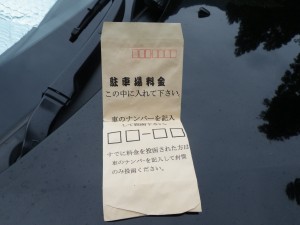 駐車場料金
この中に入れて下さい。
車のナンバーを記入
□□-□□
すでに料金を投函された方は
車のナンバーを記入し封筒
のみ投函ください。